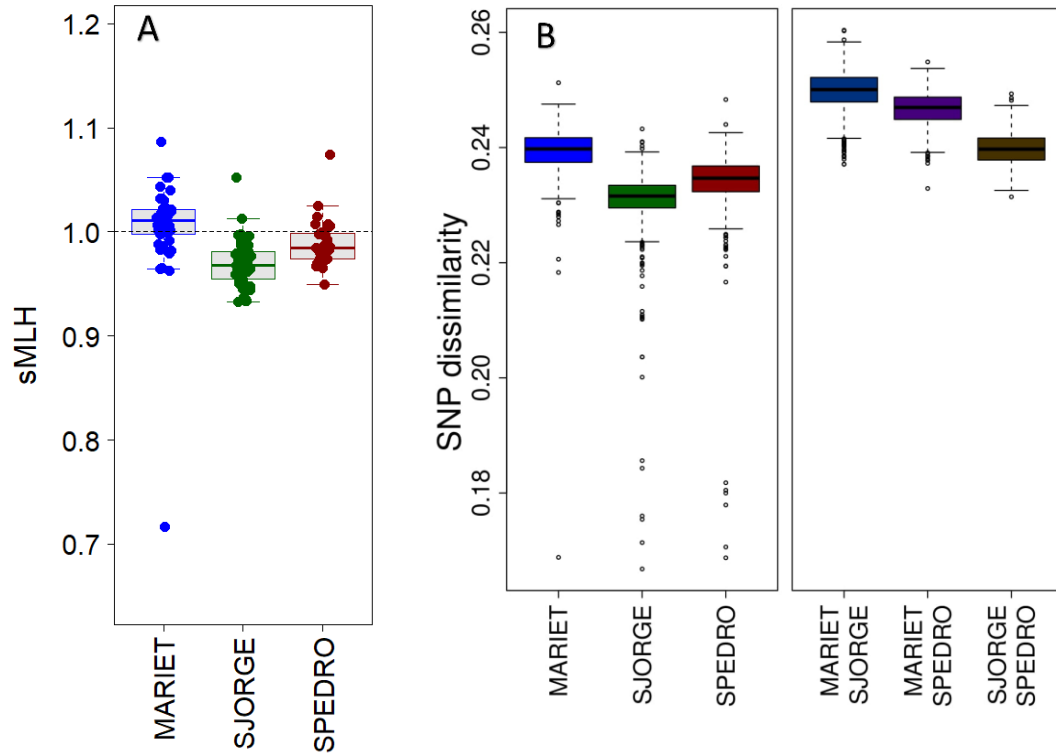 A
1.2
1.1
1.0
0.9
0.8
0.7
sMLH
MARIET
SJORGE
SPEDRO
B
0.26
0.24
0.22
0.20
0.18
SNP dissimilarity
MARIET
SJORGE
SPEDRO
MARIET
SJORGE
MARIET
SPEDRO
SJORGE
SPEDRO